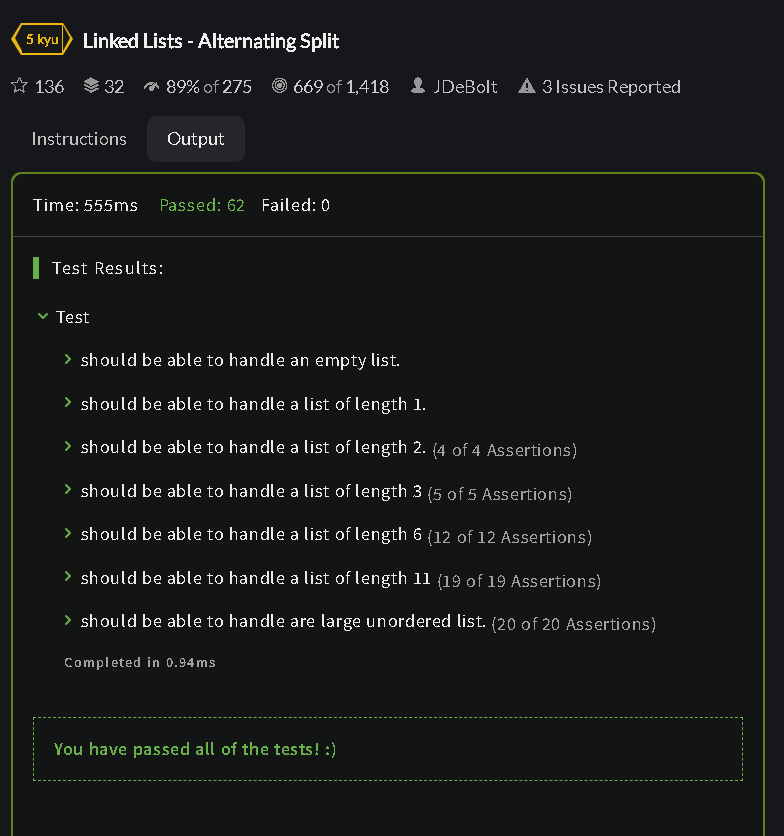 5 kyu Linked Lists - Alternating Split
136 32 89% of 275 669 of 1,418 JDeBolt 3 Issues Reported
Instructions Output
Time: 555ms Passed: 62 Failed: 0
Test Results:
Test
should be able to handle an empty list.
should be able to handle a list of length 1.
should be able to handle a list of length 2. (4 of 4 Assertions)
should be able to handle a list of length 3 (5 of 5 Assertions)
should be able to handle a list of length 6 (12 of 12 Assertions)
should be able to handle a list of length 11 (19 of 19 Assertions)
should be able to handle are large unordered list. (20 of 20 Assertions)
Completed in 0.94ms
You have passed all of the tests! :)